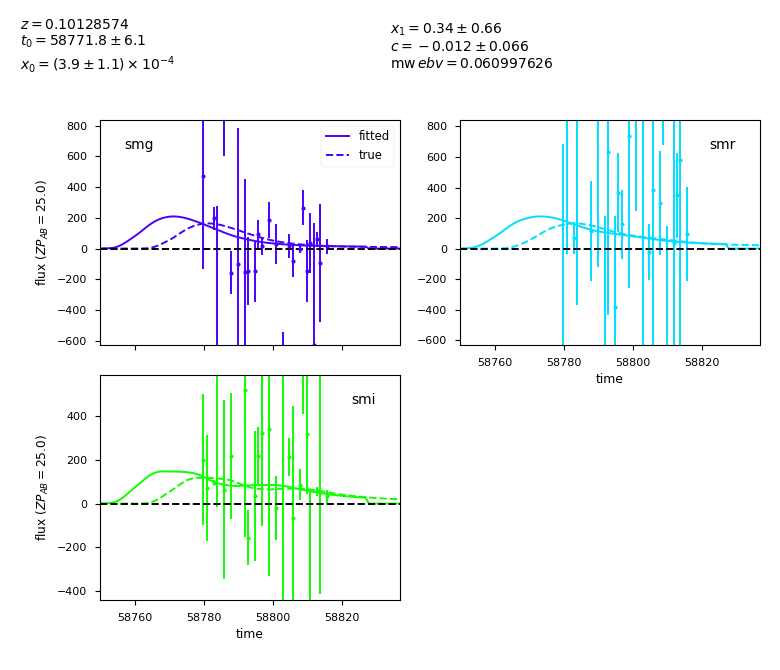 z = 0.10128574
t₀ = 58771.8 ± 6.1
x₀ = (3.9 ± 1.1) × 10⁻⁴
x₁ = 0.34 ± 0.66
c = −0.012 ± 0.066
mw ebv = 0.060997626
smg
fitted
true
800
600
400
200
0
−200
−400
−600
flux (ZP_AB = 25.0)
smr
800
600
400
200
0
−200
−400
−600
58760 58780 58800 58820
time
smi
400
200
0
−200
−400
flux (ZP_AB = 25.0)
58760 58780 58800 58820
time